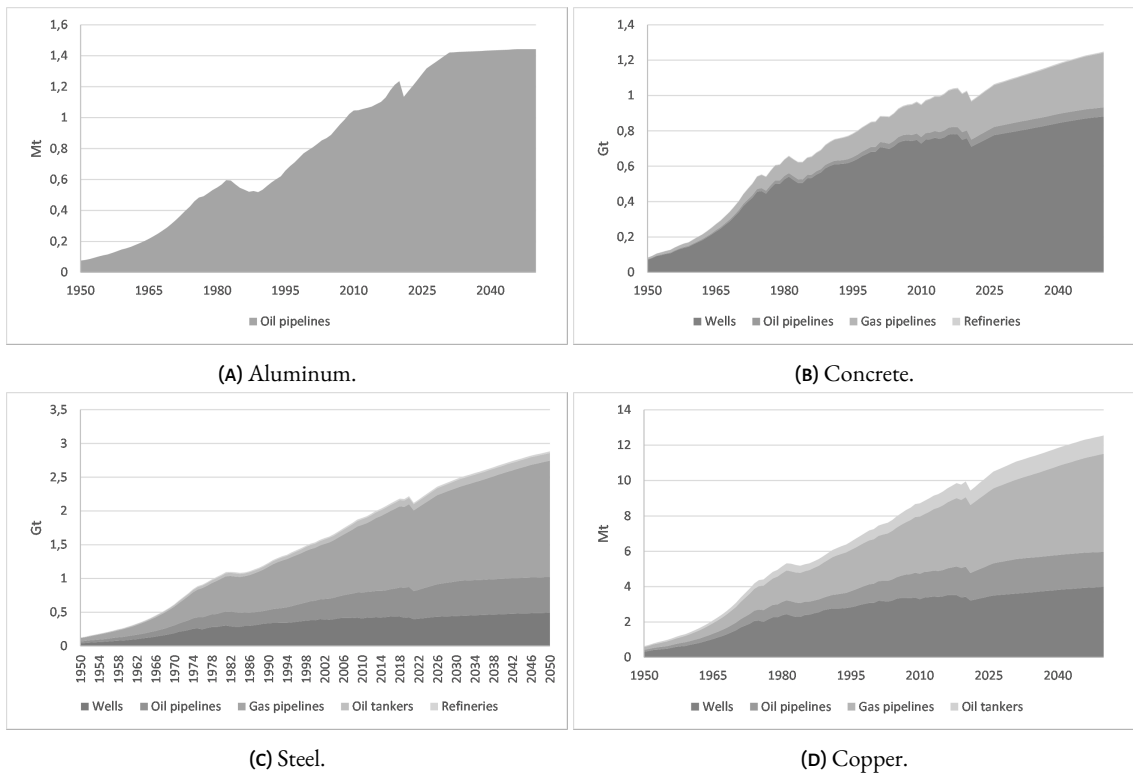 1,6
1,4
1,2
1
0,8
0,6
0,4
0,2
0
Mt
1950 1965 1980 1995 2010 2025 2040
Oil pipelines
(A) Aluminum.
1,4
1,2
1
0,8
0,6
0,4
0,2
0
Gt
1950 1965 1980 1995 2010 2025 2040
Wells Oil pipelines Gas pipelines Refineries
(B) Concrete.
3,5
3
2,5
2
1,5
1
0,5
0
Gt
1950 1954 1958 1962 1966 1970 1974 1978 1982 1986 1990 1994 1998 2002 2006 2010 2014 2018 2022 2026 2030 2034 2038 2042 2046 2050
Wells Oil pipelines Gas pipelines Oil tankers Refineries
(C) Steel.
14
12
10
8
6
4
2
0
Mt
1950 1965 1980 1995 2010 2025 2040
Wells Oil pipelines Gas pipelines Oil tankers
(D) Copper.